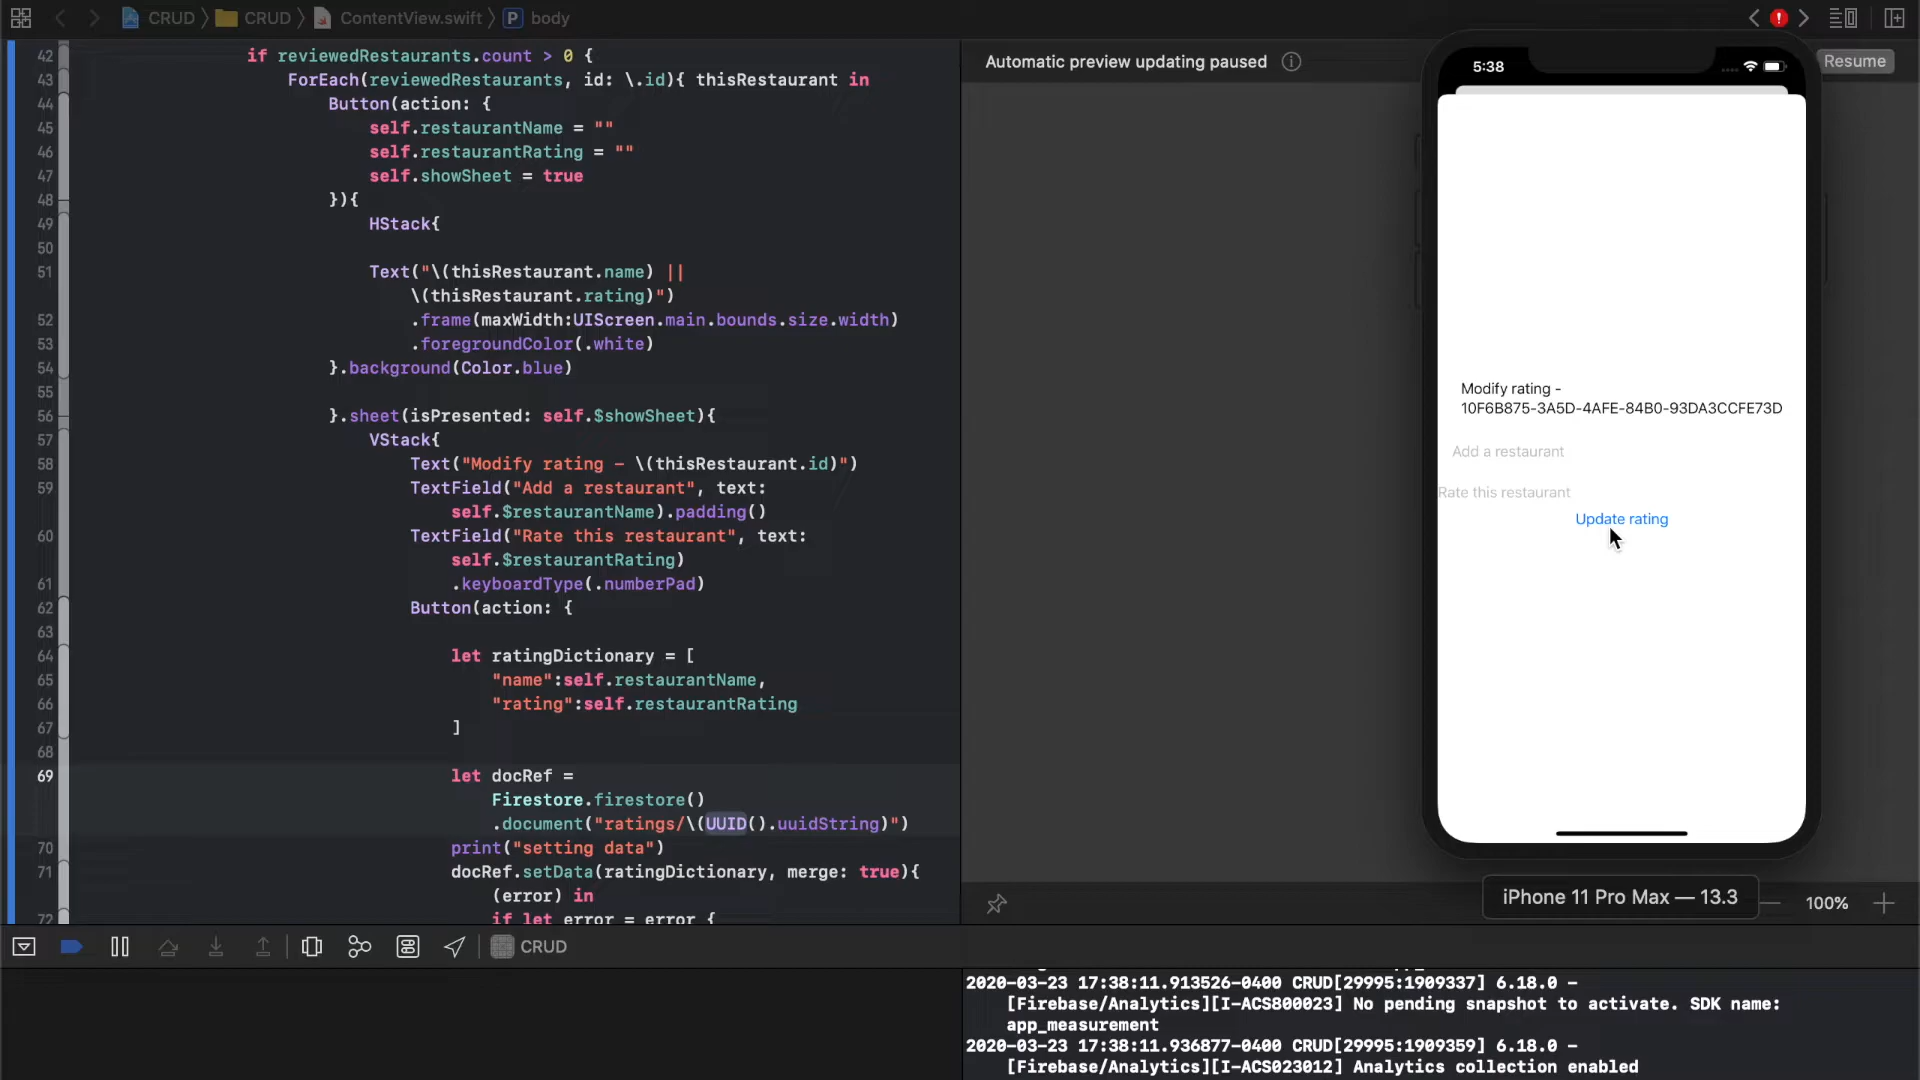 CRUD CRUD ContentView.swift P body
42 if reviewedRestaurants.count > 0 {
43 ForEach(reviewedRestaurants, id: \.id){ thisRestaurant in
44 Button(action: {
45 self.restaurantName = ""
46 self.restaurantRating = ""
47 self.showSheet = true
48 }){
49 HStack{
50
51 Text("\(thisRestaurant.name) ||
\(thisRestaurant.rating)")
52 .frame(maxWidth:UIScreen.main.bounds.size.width)
53 .foregroundColor(.white)
54 }.background(Color.blue)
55
56 }.sheet(isPresented: self.$showSheet){
57 VStack{
58 Text("Modify rating - \(thisRestaurant.id)")
59 TextField("Add a restaurant", text:
self.$restaurantName).padding()
60 TextField("Rate this restaurant", text:
self.$restaurantRating)
61 .keyboardType(.numberPad)
62 Button(action: {
63
64 let ratingDictionary = [
65 "name":self.restaurantName,
66 "rating":self.restaurantRating
67 ]
68
69 let docRef =
Firestore.firestore()
.document("ratings/\(UUID().uuidString)")
70 print("setting data")
71 docRef.setData(ratingDictionary, merge: true){
(error) in
72 if let error = error {
CRUD
Automatic preview updating paused
Resume
5:38
Modify rating -
10F6B875-3A5D-4AFE-84B0-93DA3CCFE73D
Add a restaurant
Rate this restaurant
Update rating
iPhone 11 Pro Max — 13.3
100%
2020-03-23 17:38:11.913526-0400 CRUD[29995:1909337] 6.18.0 -
[Firebase/Analytics][I-ACS800023] No pending snapshot to activate. SDK name:
app_measurement
2020-03-23 17:38:11.936877-0400 CRUD[29995:1909359] 6.18.0 -
[Firebase/Analytics][I-ACS023012] Analytics collection enabled